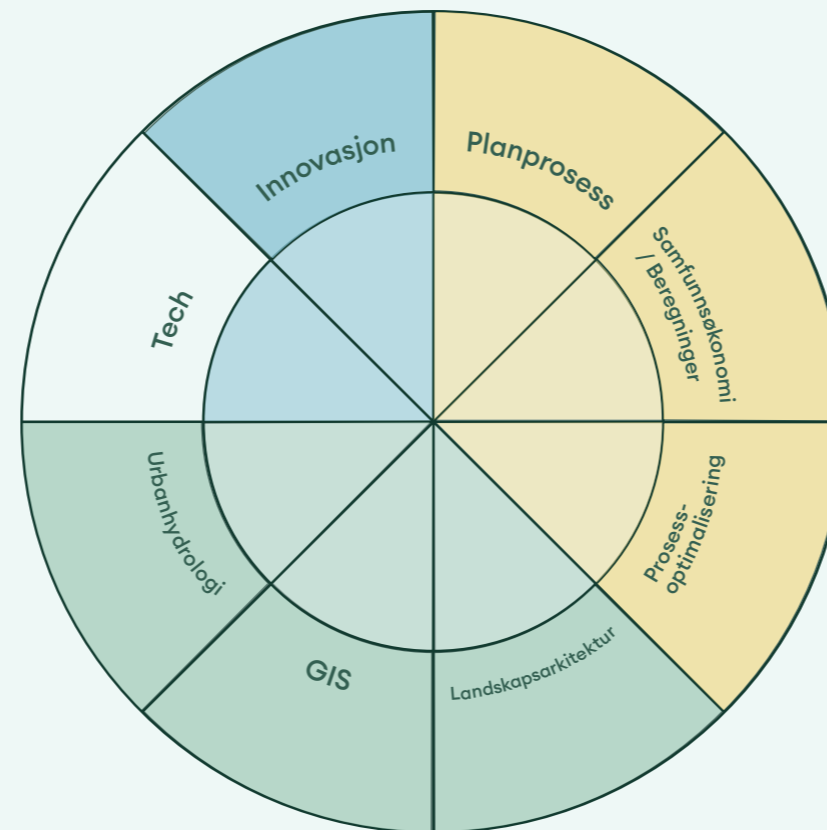 Innovasjon
Planprosess
Samfunnsøkonomi
/ Beregninger
Prosess-
optimalisering
Landskapsarkitektur
GIS
Urbanhydrologi
Tech